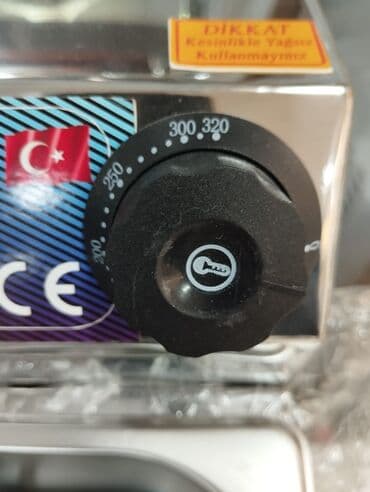 DİKKAT
Kesinlikle Yağsız
Kullanmayınız
320
300
250
200
CE